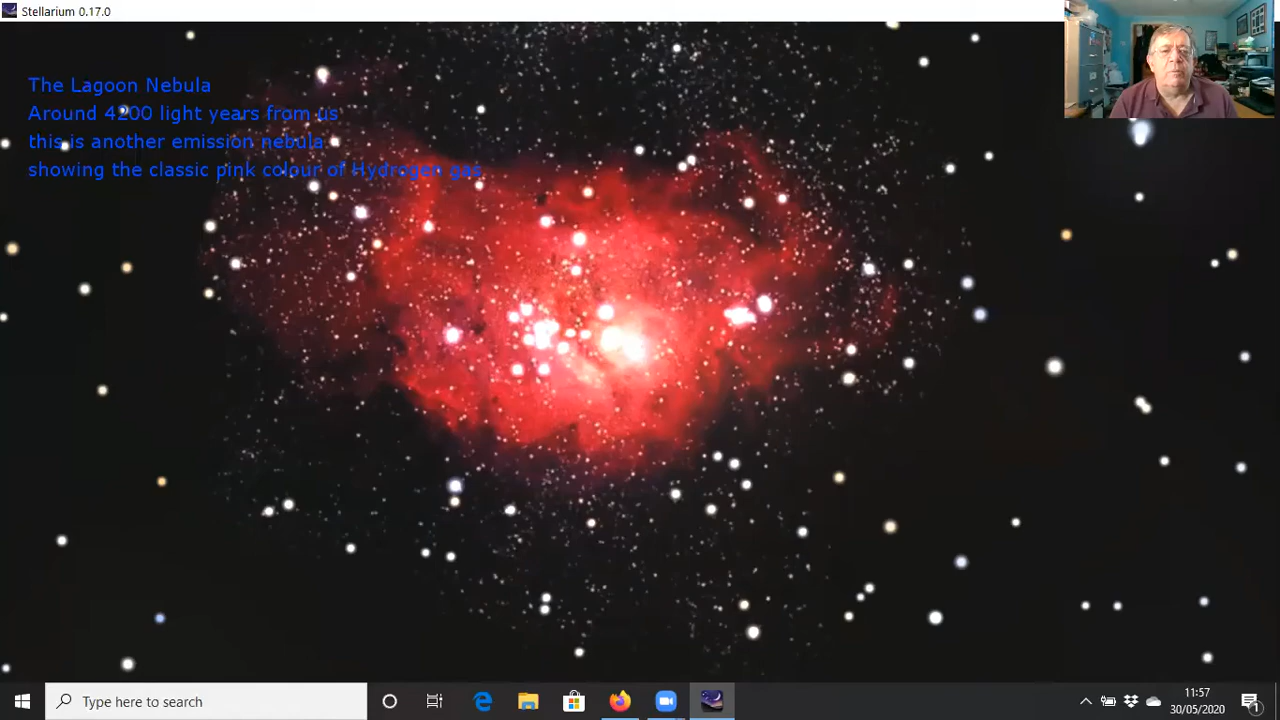 Stellarium 0.17.0
The Lagoon Nebula
Around 4200 light years from us
this is another emission nebula
showing the classic pink colour of Hydrogen gas
Type here to search
11:57
30/05/2020
1